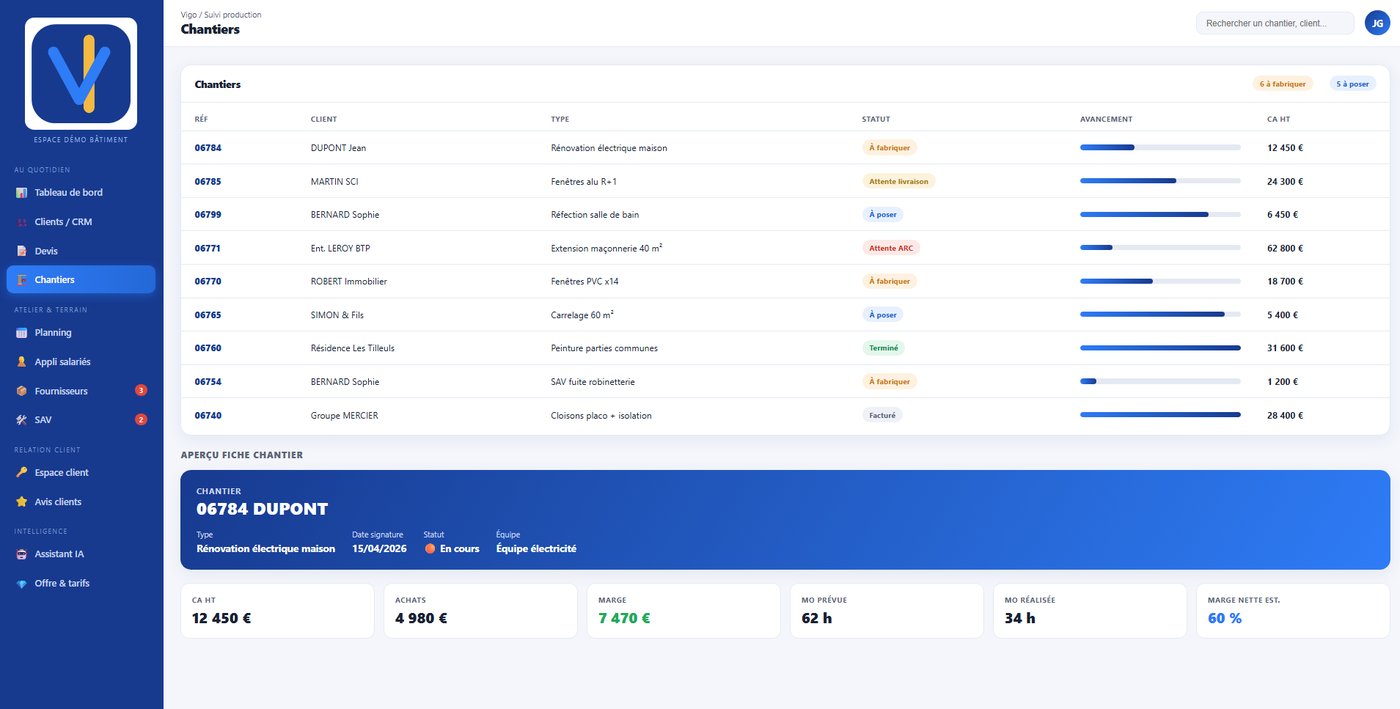 ESPACE DÉMO BÂTIMENT
AU QUOTIDIEN
Tableau de bord
Clients / CRM
Devis
Chantiers
ATELIER & TERRAIN
Planning
Appli salariés
Fournisseurs 3
SAV 2
RELATION CLIENT
Espace client
Avis clients
INTELLIGENCE
Assistant IA
Offre & tarifs
Vigo / Suivi production
Chantiers
Rechercher un chantier, client...
JG
Chantiers 6 à fabriquer 5 à poser
RÉF CLIENT TYPE STATUT AVANCEMENT CA HT
06784 DUPONT Jean Rénovation électrique maison À fabriquer 12 450 €
06785 MARTIN SCI Fenêtres alu R+1 Attente livraison 24 300 €
06799 BERNARD Sophie Réfection salle de bain À poser 6 450 €
06771 Ent. LEROY BTP Extension maçonnerie 40 m² Attente ARC 62 800 €
06770 ROBERT Immobilier Fenêtres PVC x14 À fabriquer 18 700 €
06765 SIMON & Fils Carrelage 60 m² À poser 5 400 €
06760 Résidence Les Tilleuls Peinture parties communes Terminé 31 600 €
06754 BERNARD Sophie SAV fuite robinetterie À fabriquer 1 200 €
06740 Groupe MERCIER Cloisons placo + isolation Facturé 28 400 €
APERÇU FICHE CHANTIER
CHANTIER
06784 DUPONT
Type Date signature Statut Équipe
Rénovation électrique maison 15/04/2026 En cours Équipe électricité
CA HT ACHATS MARGE MO PRÉVUE MO RÉALISÉE MARGE NETTE EST.
12 450 € 4 980 € 7 470 € 62 h 34 h 60 %